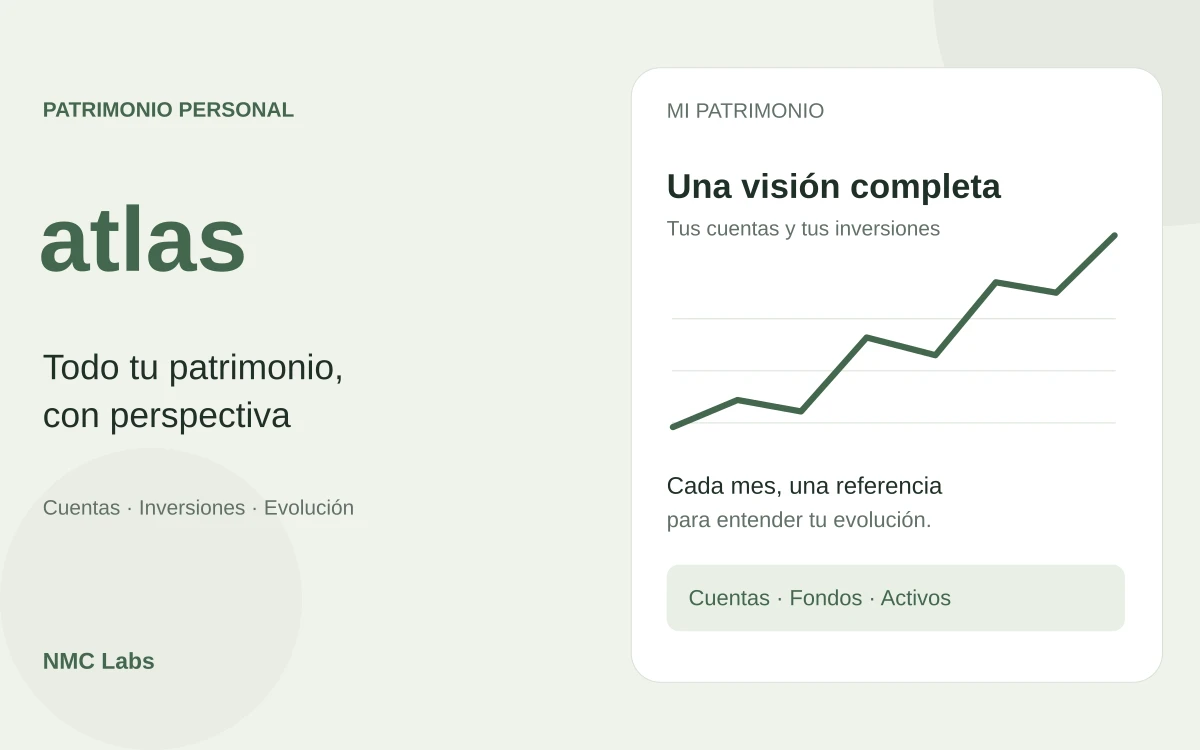 PATRIMONIO PERSONAL
atlas
Todo tu patrimonio,
con perspectiva
Cuentas · Inversiones · Evolución
NMC Labs
MI PATRIMONIO
Una visión completa
Tus cuentas y tus inversiones
Cada mes, una referencia
para entender tu evolución.
Cuentas · Fondos · Activos